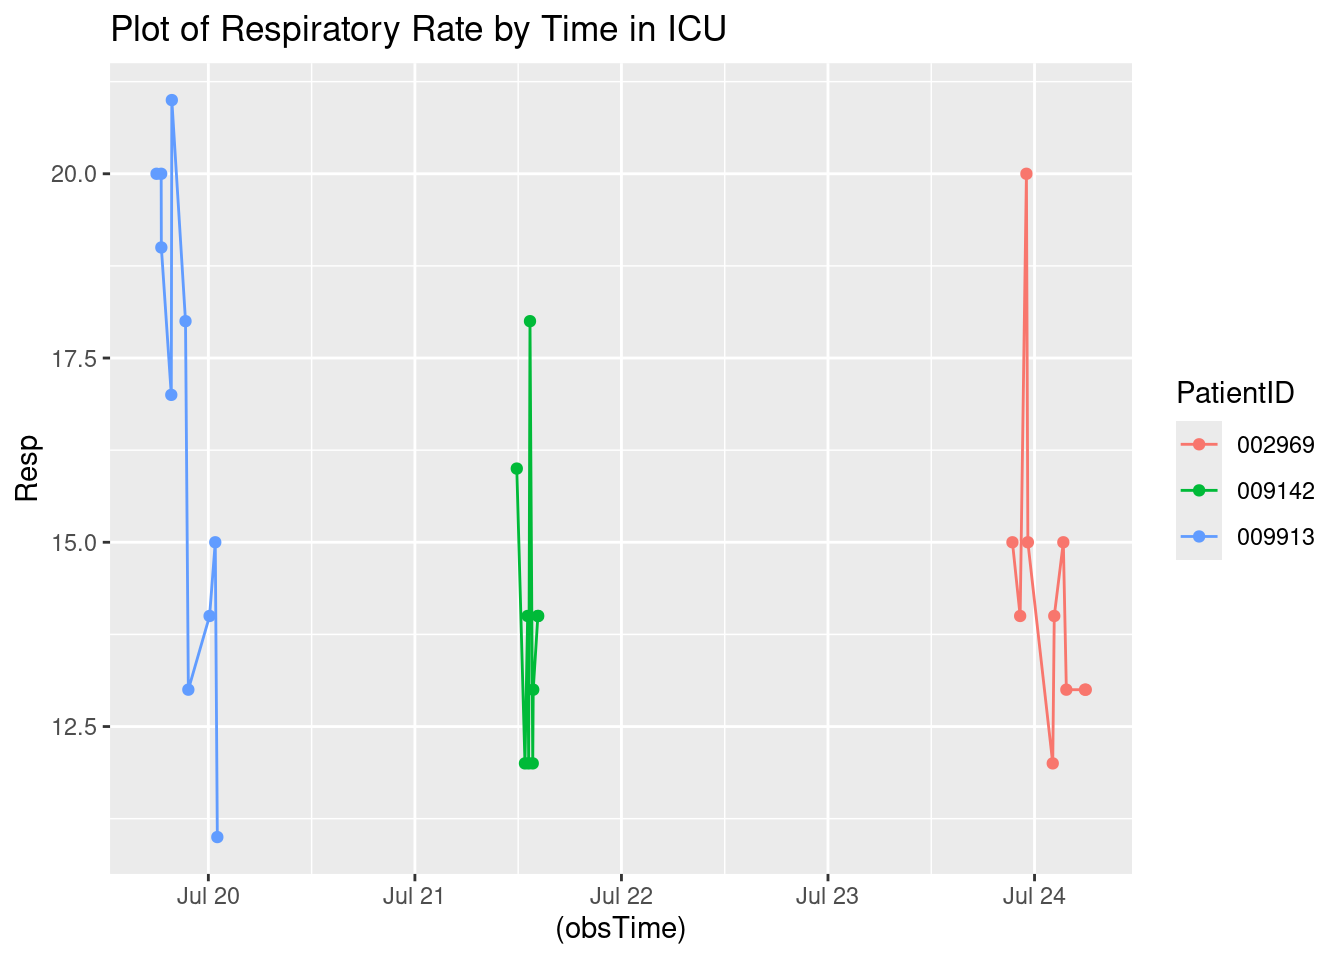 Plot of Respiratory Rate by Time in ICU
20.0
17.5
15.0
12.5
Resp
Jul 20
Jul 21
Jul 22
Jul 23
Jul 24
(obsTime)
PatientID
002969
009142
009913